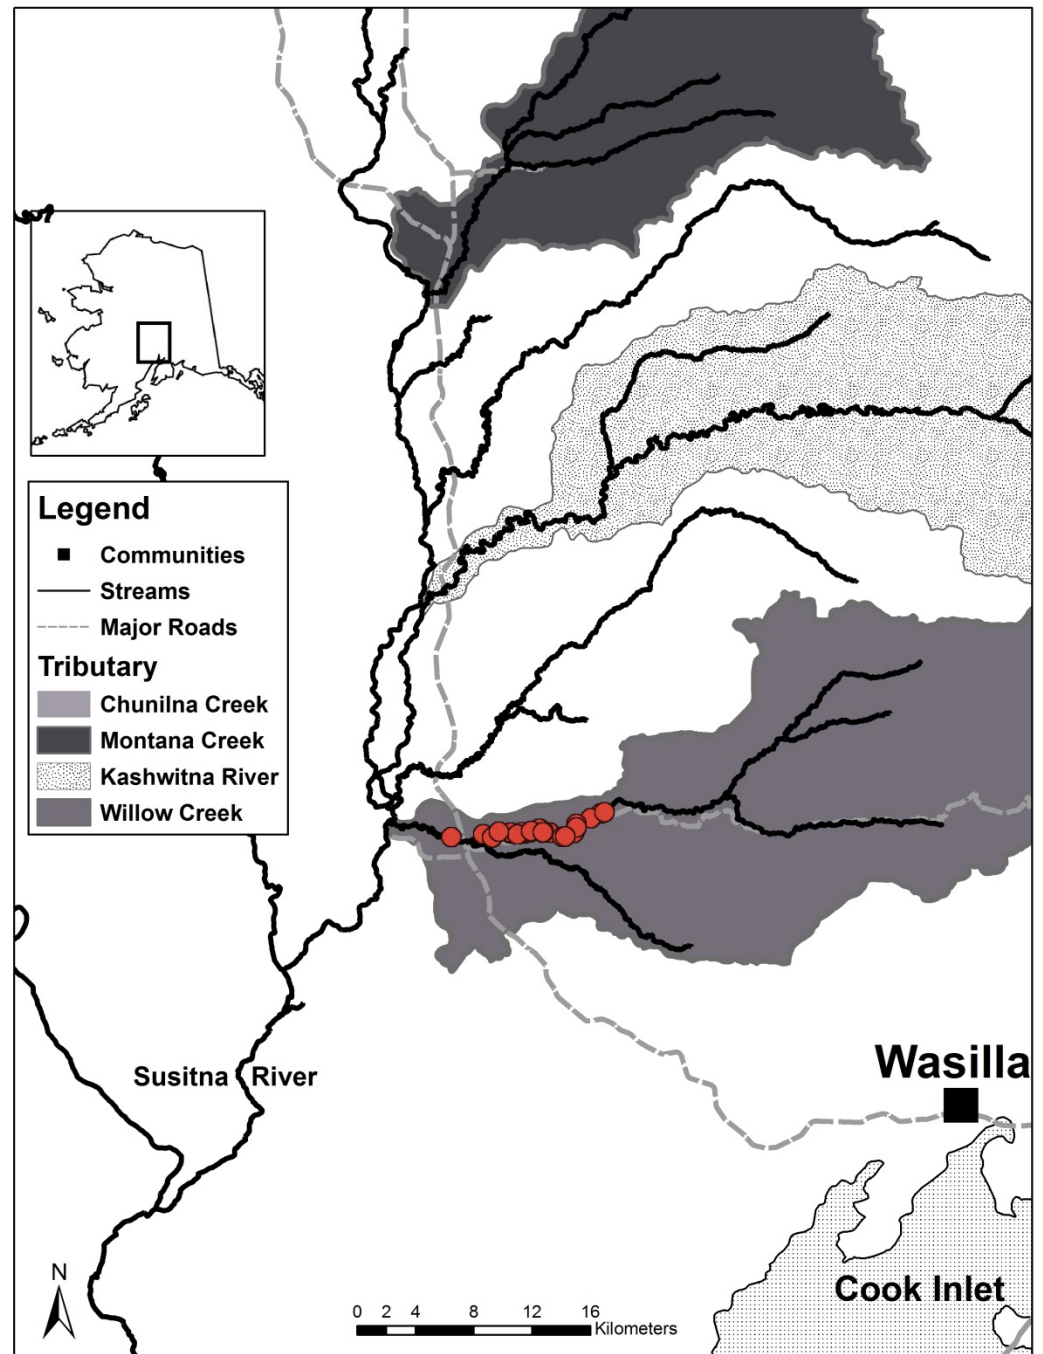 Legend
Communities
Streams
Major Roads
Tributary
Chunilna Creek
Montana Creek
Kashwitna River
Willow Creek
Susitna River
Wasilla
Cook Inlet
N
0 2 4 8 12 16
Kilometers